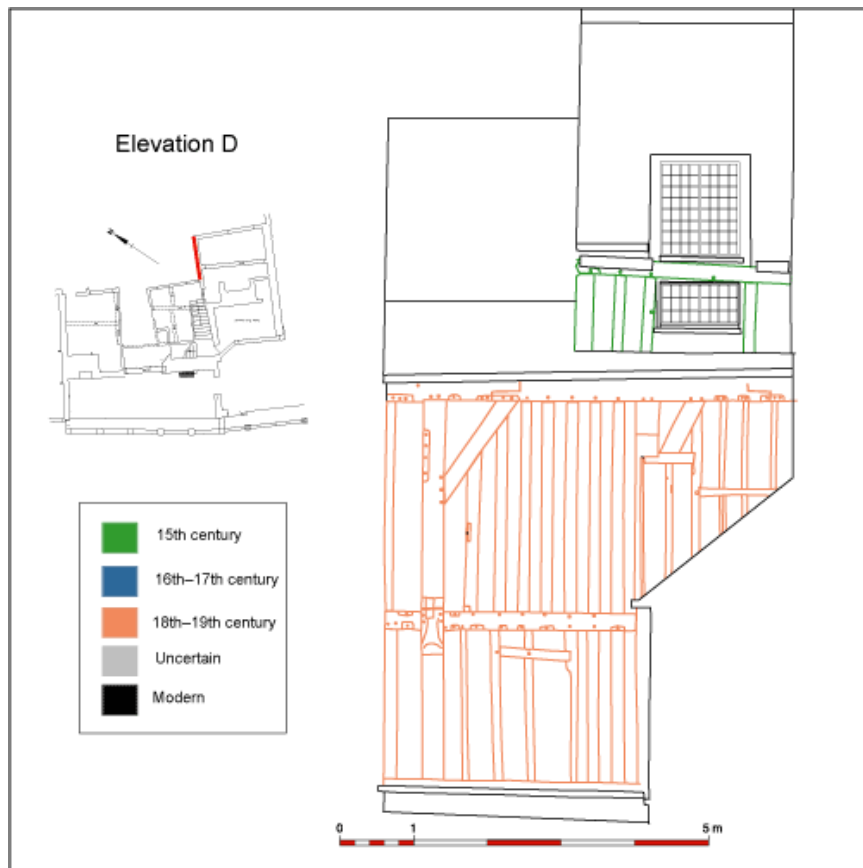 Elevation D
N
15th century
16th–17th century
18th–19th century
Uncertain
Modern
0
1
5 m